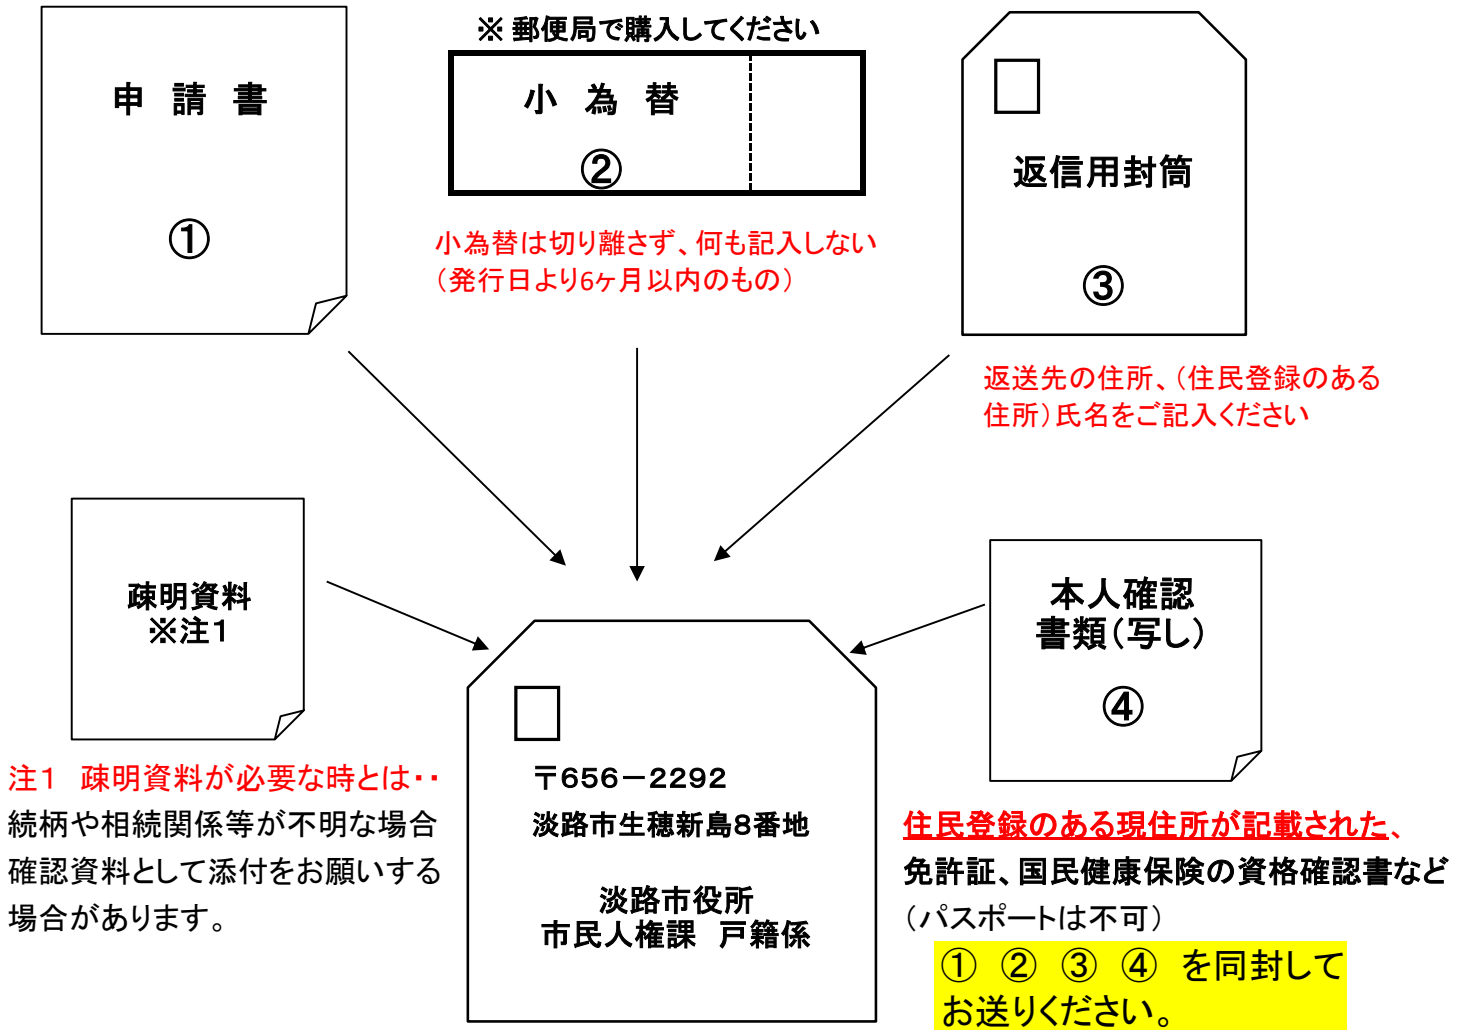 申 請 書
①
※ 郵便局で購入してください
小 為 替
②
小為替は切り離さず、何も記入しない
（発行日より6ヶ月以内のもの）
返信用封筒
③
返送先の住所、（住民登録のある
住所）氏名をご記入ください
疎明資料
※注１
注１　疎明資料が必要な時とは・・
続柄や相続関係等が不明な場合
確認資料として添付をお願いする
場合があります。
〒６５６－２２９２
淡路市生穂新島８番地
淡路市役所
市民人権課　戸籍係
本人確認
書類（写し）
④
住民登録のある現住所が記載された、
免許証、国民健康保険の資格確認書など
（パスポートは不可）
① ② ③ ④ を同封して
お送りください。